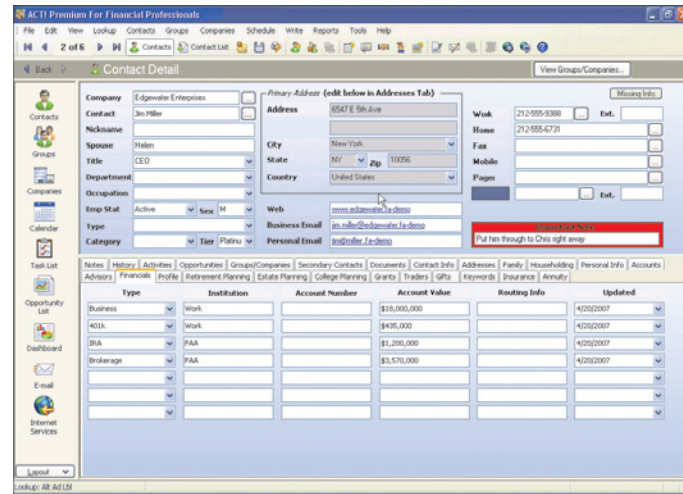 ACT! Premium For Financial Professionals
File Edit View Lookup Contacts Groups Companies Schedule Write Reports Tools Help
2 of 6 Contacts Contact List
Back Contact Detail View Groups/Companies...
Contacts
Groups
Companies
Calendar
Task List
Opportunity List
Dashboard
E-mail
Internet Services
Layout
Company Edgewater Enterprises
Contact Jim Miller
Nickname
Spouse Helen
Title CEO
Department
Occupation
Emp Stat Active Sex M
Type
Category Tier Platinu
Primary Address (edit below in Addresses Tab)
Address 6547 E 5th Ave
City New York
State NY Zip 10056
Country United States
Web www.edgewater.fa-demo
Business Email jim.miller@edgewater.fa-demo
Personal Email jim@miller.fa-demo
Missing Info
Work 212-555-9388 Ext.
Home 212-555-6731
Fax
Mobile
Pager
Ext.
Put him through to Chris right away
Notes History Activities Opportunities Groups/Companies Secondary Contacts Documents Contact Info Addresses Family Householding Personal Info Accounts
Advisors Financials Profile Retirement Planning Estate Planning College Planning Grants Traders Gifts Keywords Insurance Annuity
Type Institution Account Number Account Value Routing Info Updated
Business Work $18,000,000 4/20/2007
401k Work $435,000 4/20/2007
IRA FAA $1,200,000 4/20/2007
Brokerage FAA $3,570,000 4/20/2007
Lookup: Alt Ad Lbl